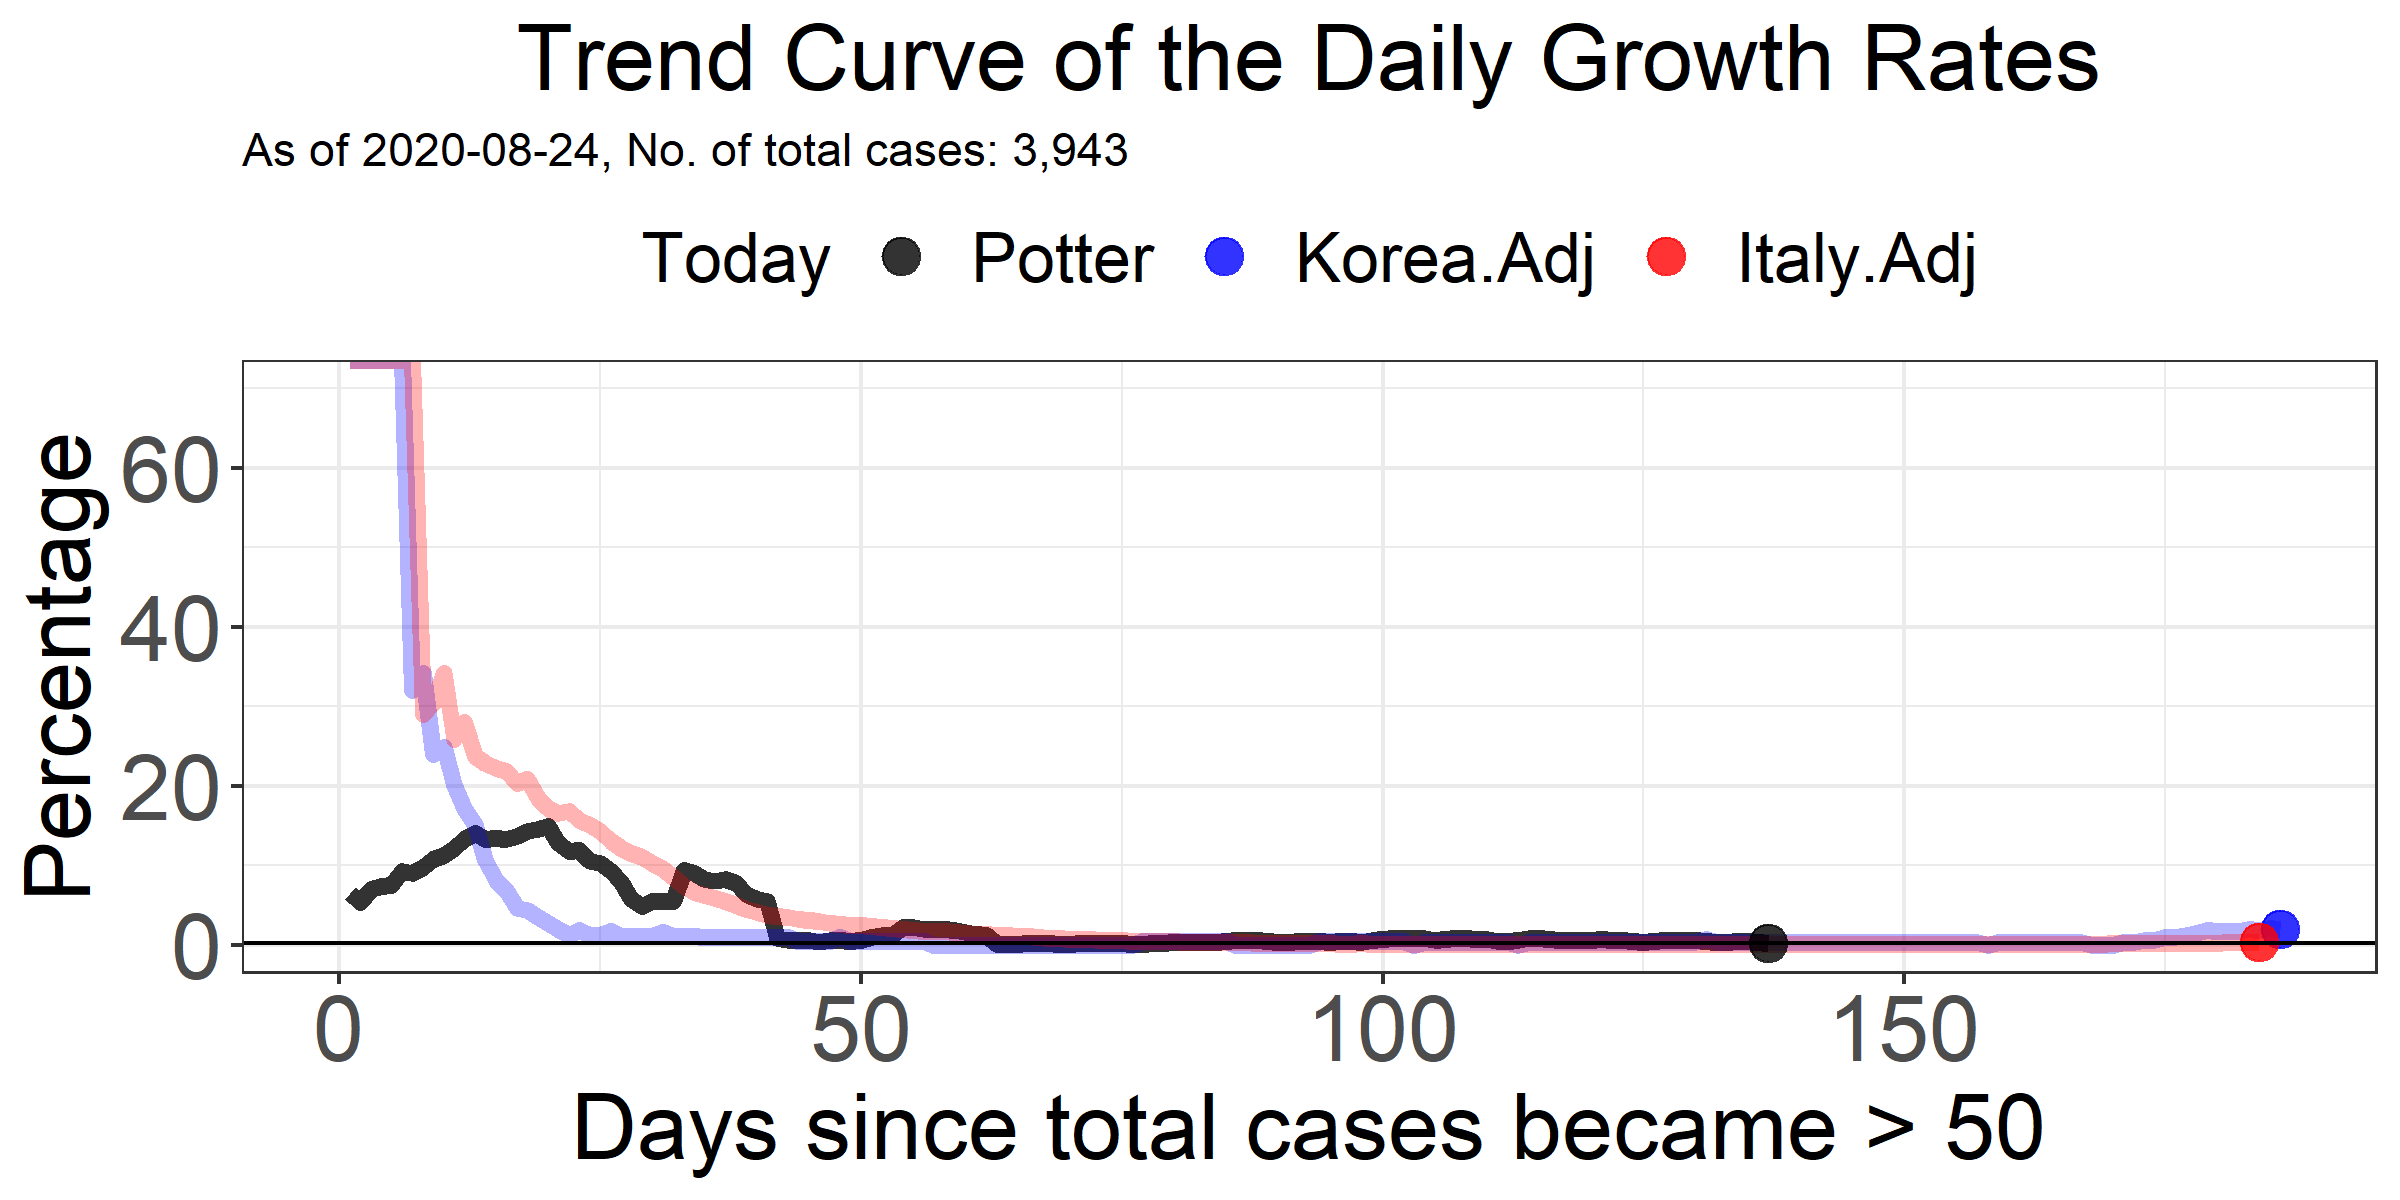 Trend Curve of the Daily Growth Rates
As of 2020-08-24, No. of total cases: 3,943
Today Potter Korea.Adj Italy.Adj
Percentage
60
40
20
0
0 50 100 150
Days since total cases became > 50